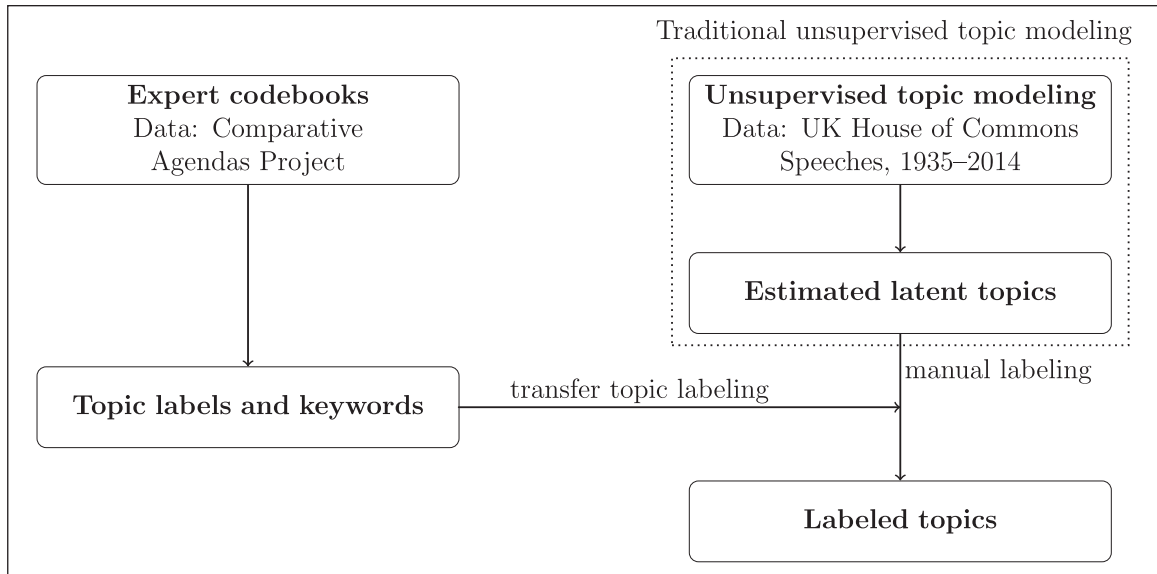 Traditional unsupervised topic modeling
Expert codebooks
Data: Comparative
Agendas Project
Unsupervised topic modeling
Data: UK House of Commons
Speeches, 1935–2014
Estimated latent topics
manual labeling
Topic labels and keywords
transfer topic labeling
Labeled topics